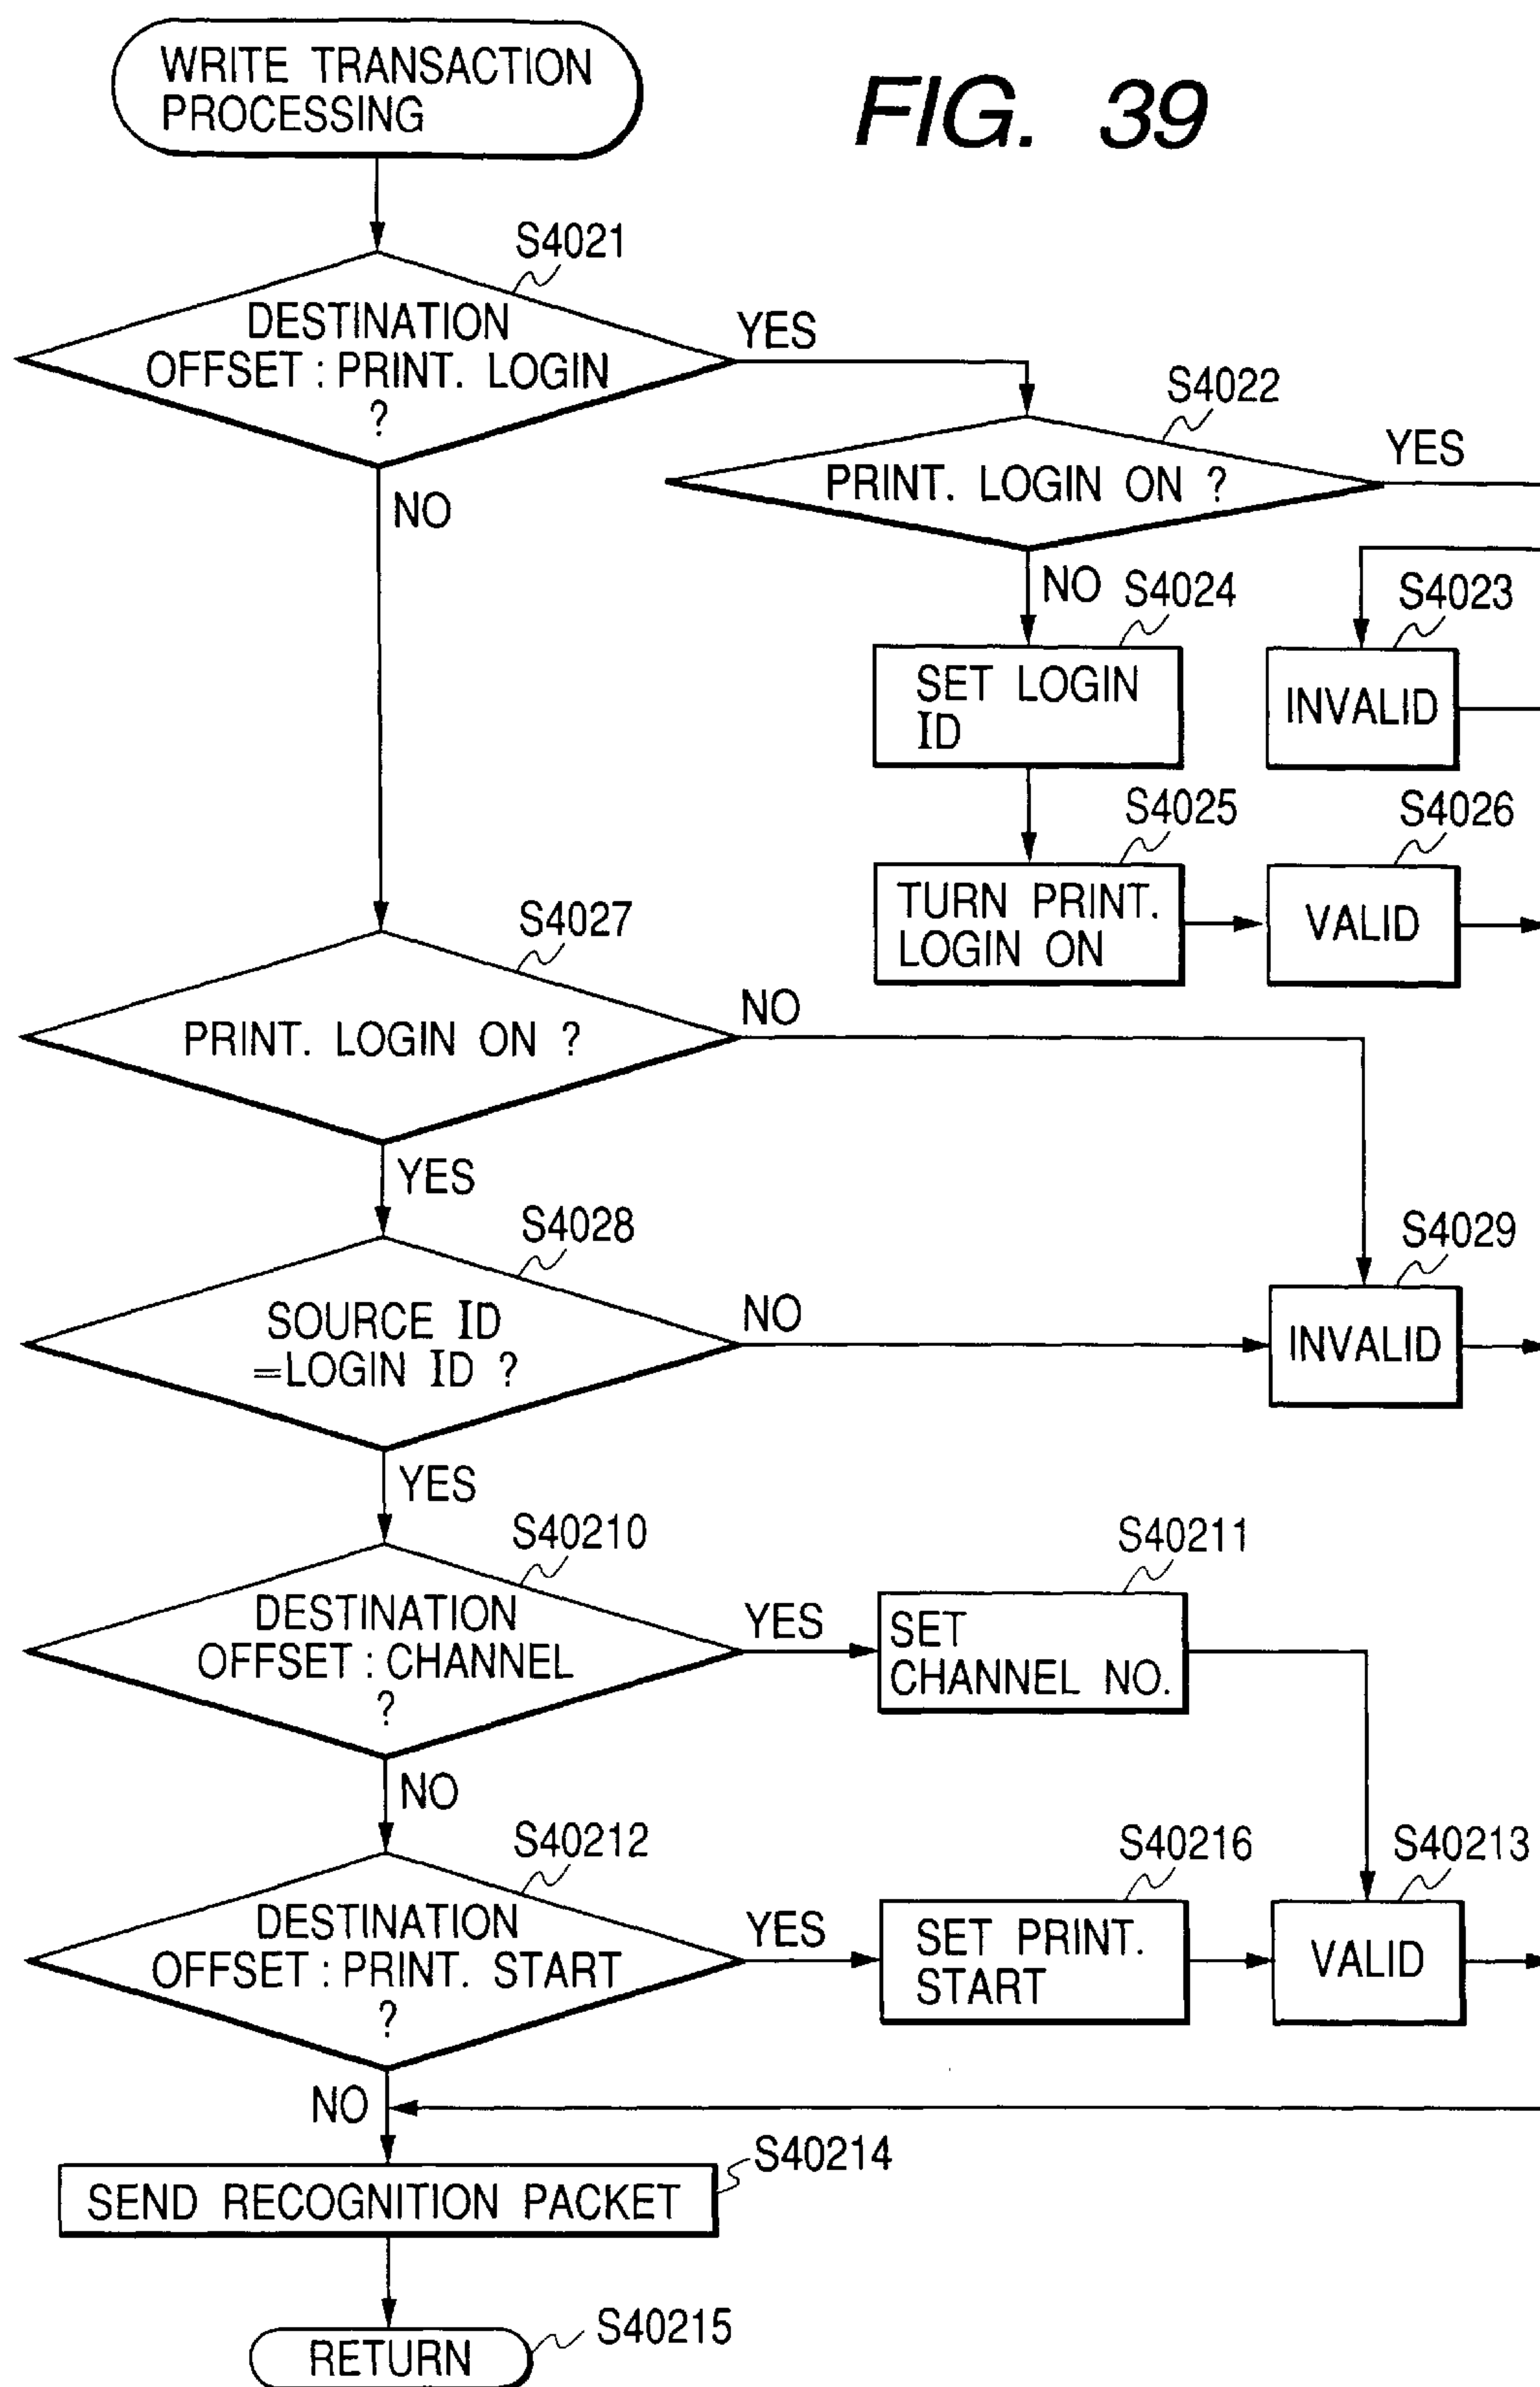 WRITE TRANSACTION
PROCESSING
FIG. 39
S4021
DESTINATION
OFFSET : PRINT. LOGIN
?
YES
NO
S4022
PRINT. LOGIN ON ?
YES
NO
S4024
SET LOGIN
ID
S4023
INVALID
S4025
TURN PRINT.
LOGIN ON
S4026
VALID
S4027
PRINT. LOGIN ON ?
NO
YES
S4028
SOURCE ID
=LOGIN ID ?
NO
S4029
INVALID
YES
S40210
DESTINATION
OFFSET : CHANNEL
?
YES
S40211
SET
CHANNEL NO.
NO
S40212
DESTINATION
OFFSET : PRINT. START
?
YES
S40216
SET PRINT.
START
S40213
VALID
NO
S40214
SEND RECOGNITION PACKET
S40215
RETURN